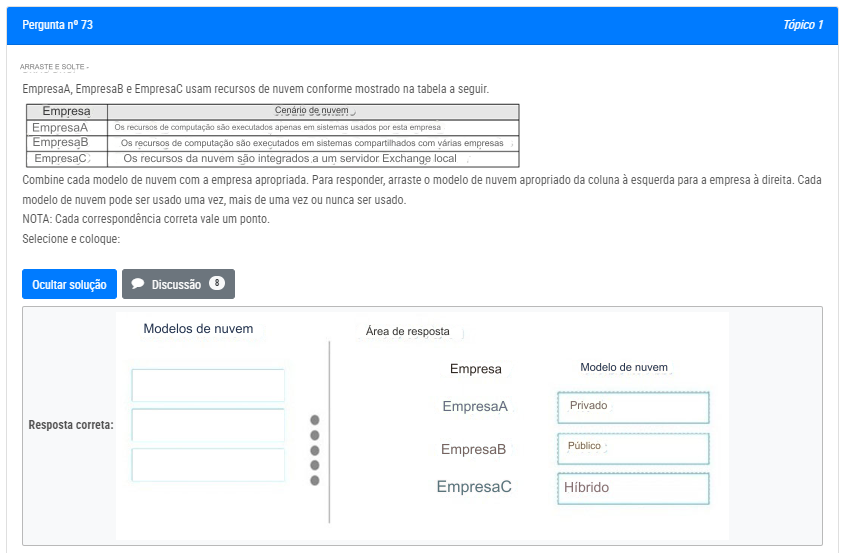 Pergunta nº 73
Tópico 1
ARRASTE E SOLTE -
EmpresaA, EmpresaB e EmpresaC usam recursos de nuvem conforme mostrado na tabela a seguir.
Empresa
Cenário de nuvem
EmpresaA
Os recursos de computação são executados apenas em sistemas usados por esta empresa
EmpresaB
Os recursos de computação são executados em sistemas compartilhados com várias empresas
EmpresaC
Os recursos da nuvem são integrados a um servidor Exchange local
Combine cada modelo de nuvem com a empresa apropriada. Para responder, arraste o modelo de nuvem apropriado da coluna à esquerda para a empresa à direita. Cada
modelo de nuvem pode ser usado uma vez, mais de uma vez ou nunca ser usado.
NOTA: Cada correspondência correta vale um ponto.
Selecione e coloque:
Ocultar solução
Discussão 8
Modelos de nuvem
Área de resposta
Empresa
Modelo de nuvem
EmpresaA
Privado
Resposta correta:
EmpresaB
Público
EmpresaC
Híbrido